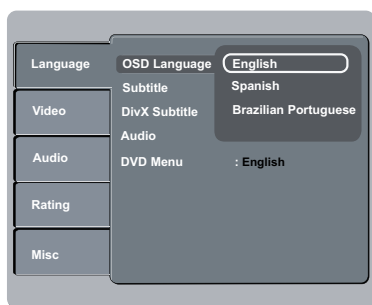 Language
Video
Audio
Rating
Misc
OSD Language
Subtitle
DivX Subtitle
Audio
DVD Menu : English
English
Spanish
Brazilian Portuguese